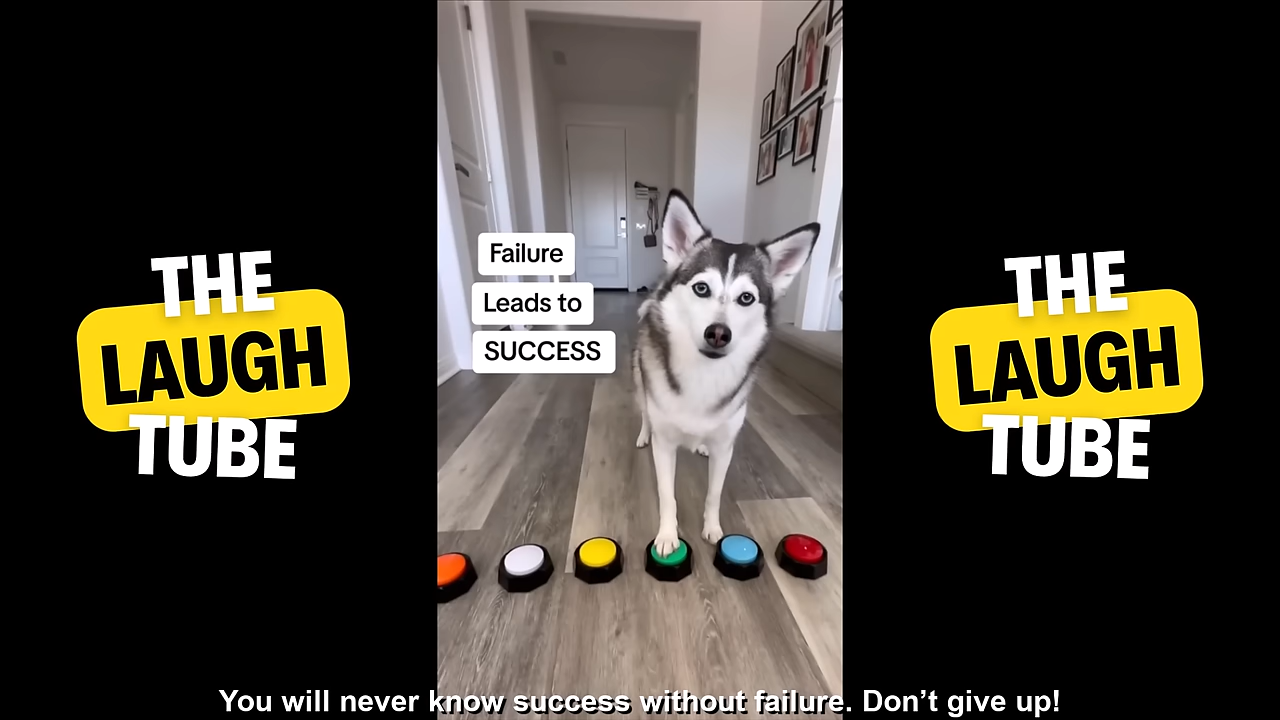 THE
LAUGH
TUBE
Failure
Leads to
SUCCESS
THE
LAUGH
TUBE
You will never know success without failure. Don’t give up!